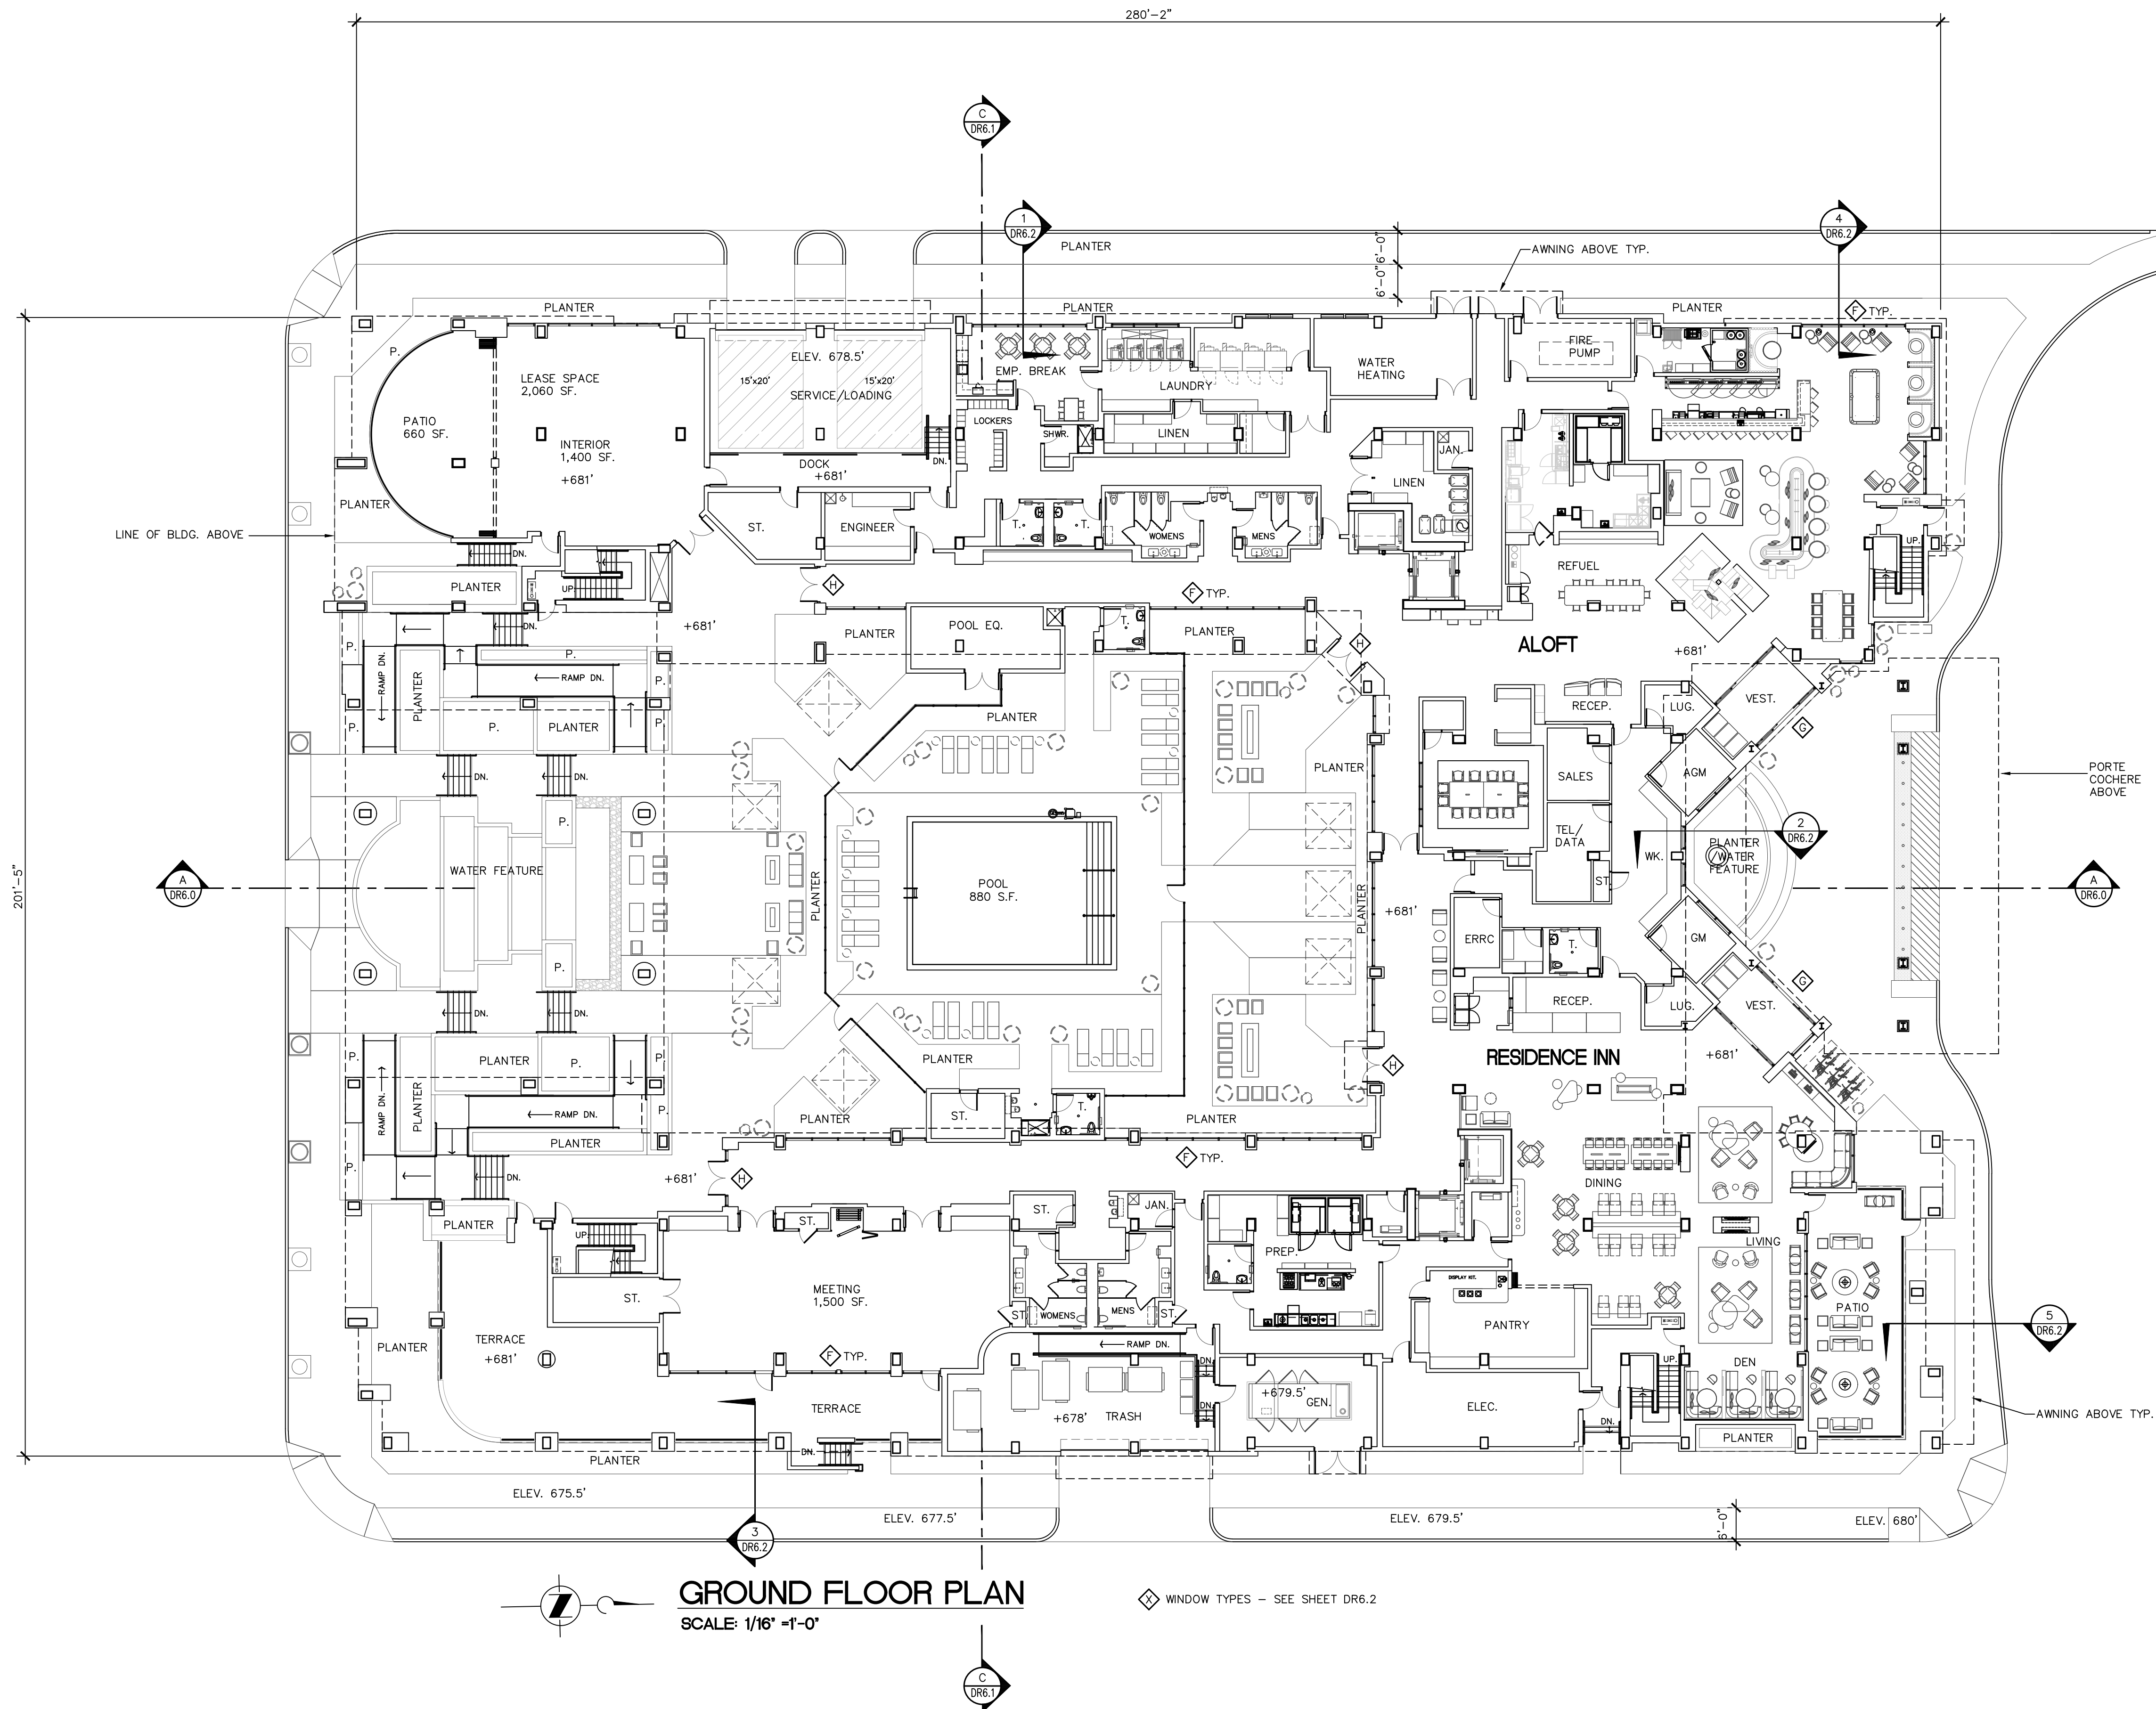 280'-2"
C
DR6.1
1
DR6.2
4
DR6.2
PLANTER
6'-0"
6'-0"
AWNING ABOVE TYP.
PLANTER
PLANTER
PLANTER
F
TYP.
P.
ELEV. 678.5'
FIRE
PUMP
LEASE SPACE
2,060 SF.
15'x20'
15'x20'
SERVICE/LOADING
EMP. BREAK
WATER
HEATING
LAUNDRY
PATIO
660 SF.
LOCKERS
SHWR.
LINEN
INTERIOR
1,400 SF.
+681'
DN.
DOCK
+681'
JAN.
LINEN
PLANTER
LINE OF BLDG. ABOVE
ST.
ENGINEER
T.
T.
WOMENS
MENS
DN.
UP.
REFUEL
UP.
PLANTER
H
F
TYP.
DN.
+681'
PLANTER
POOL EQ.
T.
PLANTER
H
ALOFT
+681'
P.
P.
RAMP DN.
PLANTER
RAMP DN.
P.
RECEP.
LUG.
VEST.
P.
P.
PLANTER
P.
PLANTER
G
DN.
DN.
PLANTER
SALES
AGM
PORTE
COCHERE
ABOVE
P.
TEL/
DATA
2
DR6.2
WK.
PLANTER
/WATER
FEATURE
WATER FEATURE
PLANTER
POOL
880 S.F.
ST.
A
DR6.0
A
DR6.0
201'-5"
PLANTER
+681'
ERRC
T.
GM
P.
G
DN.
DN.
RECEP.
LUG.
VEST.
P.
PLANTER
P.
P.
PLANTER
RESIDENCE INN
+681'
H
RAMP DN.
PLANTER
RAMP DN.
P.
PLANTER
ST.
T.
PLANTER
PLANTER
P.
F
TYP.
DN.
+681'
H
DINING
PLANTER
UP.
ST.
ST.
JAN.
PREP.
LIVING
ST.
MEETING
1,500 SF.
DISPLAY KIT.
PATIO
ST.
WOMENS
MENS
ST.
PANTRY
5
DR6.2
PLANTER
TERRACE
+681'
F
TYP.
RAMP DN.
DN.
UP.
DEN
+679.5'
GEN.
TERRACE
+678'
TRASH
DN.
ELEC.
DN.
AWNING ABOVE TYP.
PLANTER
DN.
PLANTER
ELEV. 675.5'
ELEV. 677.5'
ELEV. 679.5'
6'-0"
ELEV. 680'
3
DR6.2
GROUND FLOOR PLAN
SCALE: 1/16" =1'-0"
X
WINDOW TYPES - SEE SHEET DR6.2
C
DR6.1